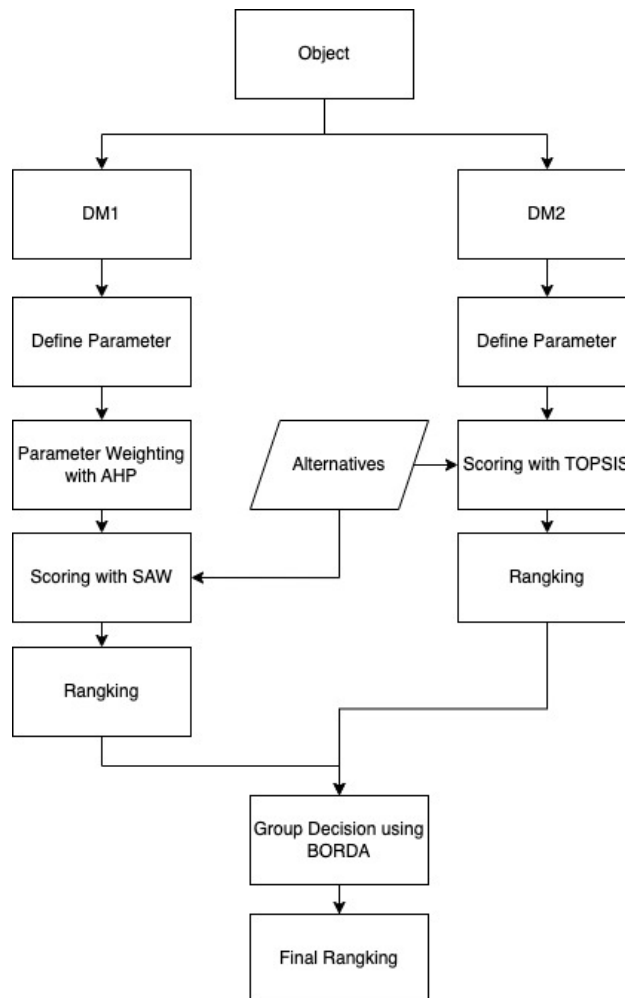 Object
DM1
DM2
Define Parameter
Define Parameter
Parameter Weighting
with AHP
Alternatives
Scoring with TOPSIS
Scoring with SAW
Rangking
Rangking
Group Decision using
BORDA
Final Rangking